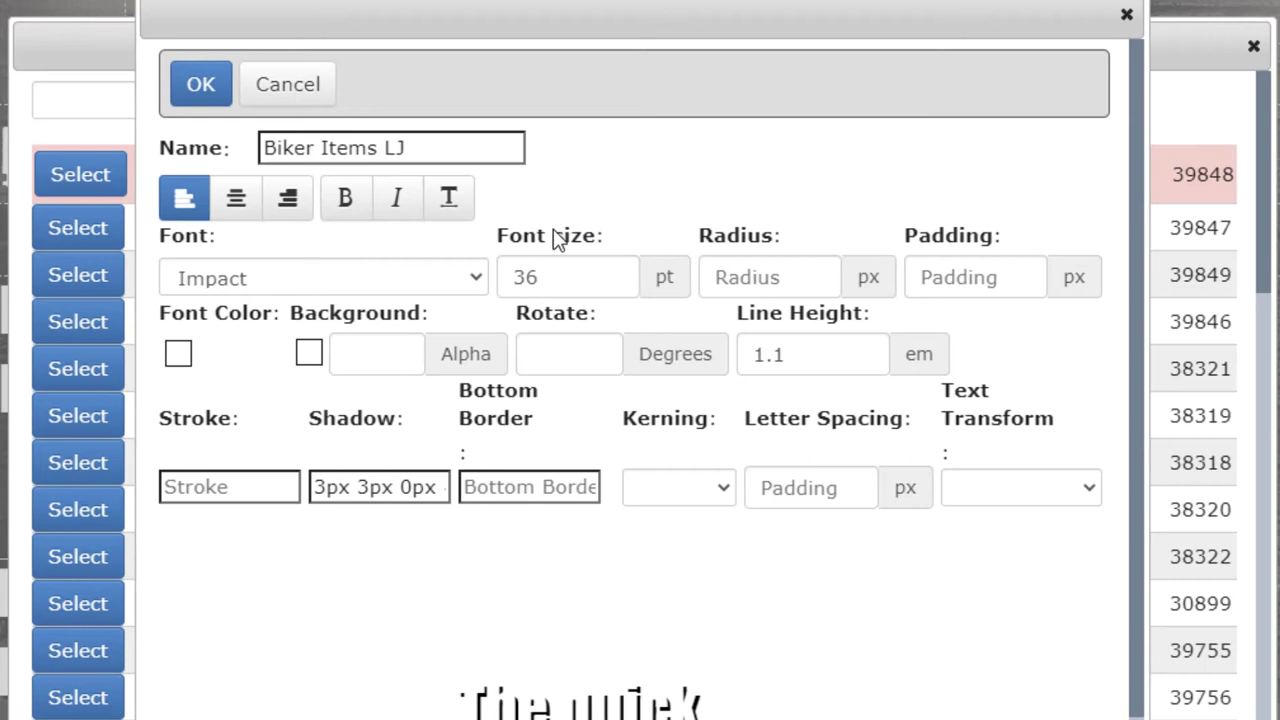 OK Cancel
Name: Biker Items LJ
B I T
Font: Font size: Radius: Padding:
Impact 36 pt Radius px Padding px
Font Color: Background: Rotate: Line Height:
Alpha Degrees 1.1 em
Stroke: Shadow: Bottom Border : Kerning: Letter Spacing: Text Transform :
Stroke 3px 3px 0px Bottom Borde Padding px
The quick
Select 39848
Select 39847
Select 39849
Select 39846
Select 38321
Select 38319
Select 38318
Select 38320
Select 38322
Select 30899
Select 39755
Select 39756